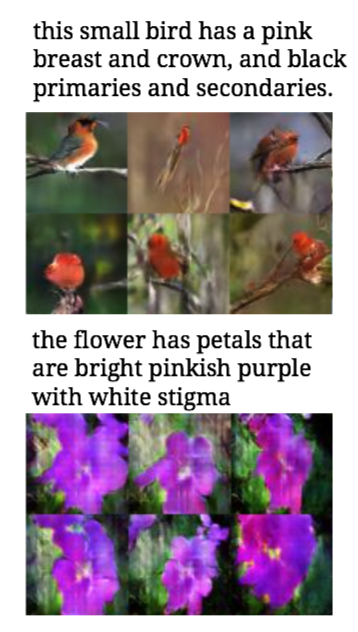 this small bird has a pink
breast and crown, and black
primaries and secondaries.
the flower has petals that
are bright pinkish purple
with white stigma